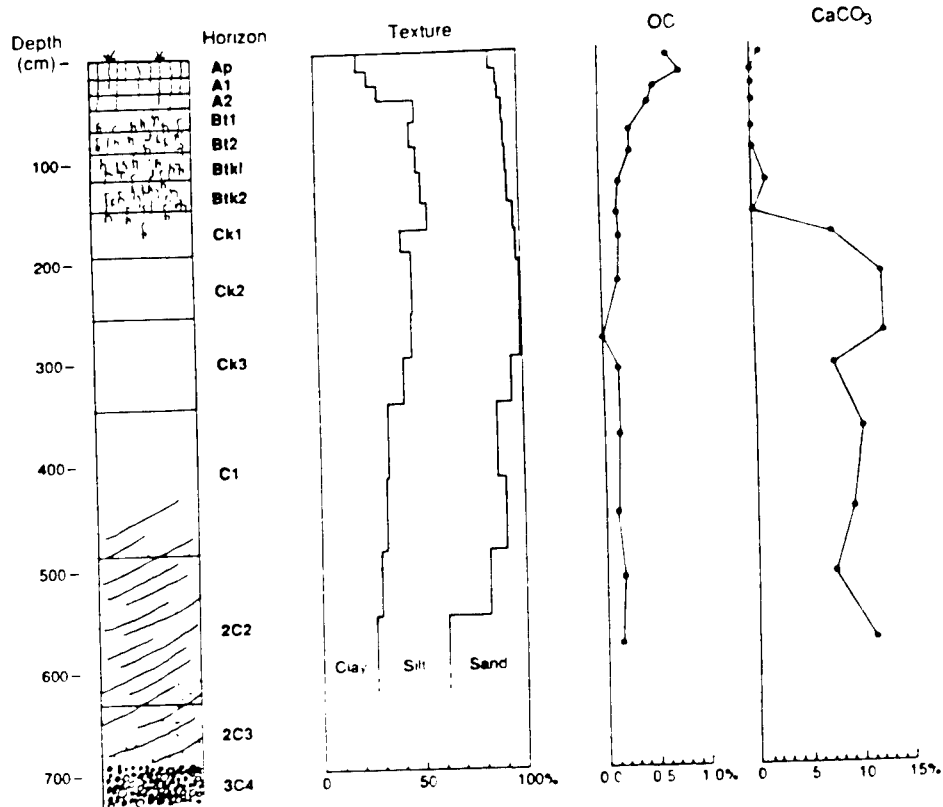 Depth
(cm)
Horizon
Texture
OC
CaCO₃
Ap
A1
A2
Bt1
Bt2
100
Btk1
Btk2
Ck1
200
Ck2
Ck3
300
C1
400
500
2C2
Clay Silt Sand
600
2C3
700
3C4
0 50 100%
0.0 0.5 1.0%
0 5 10 15%